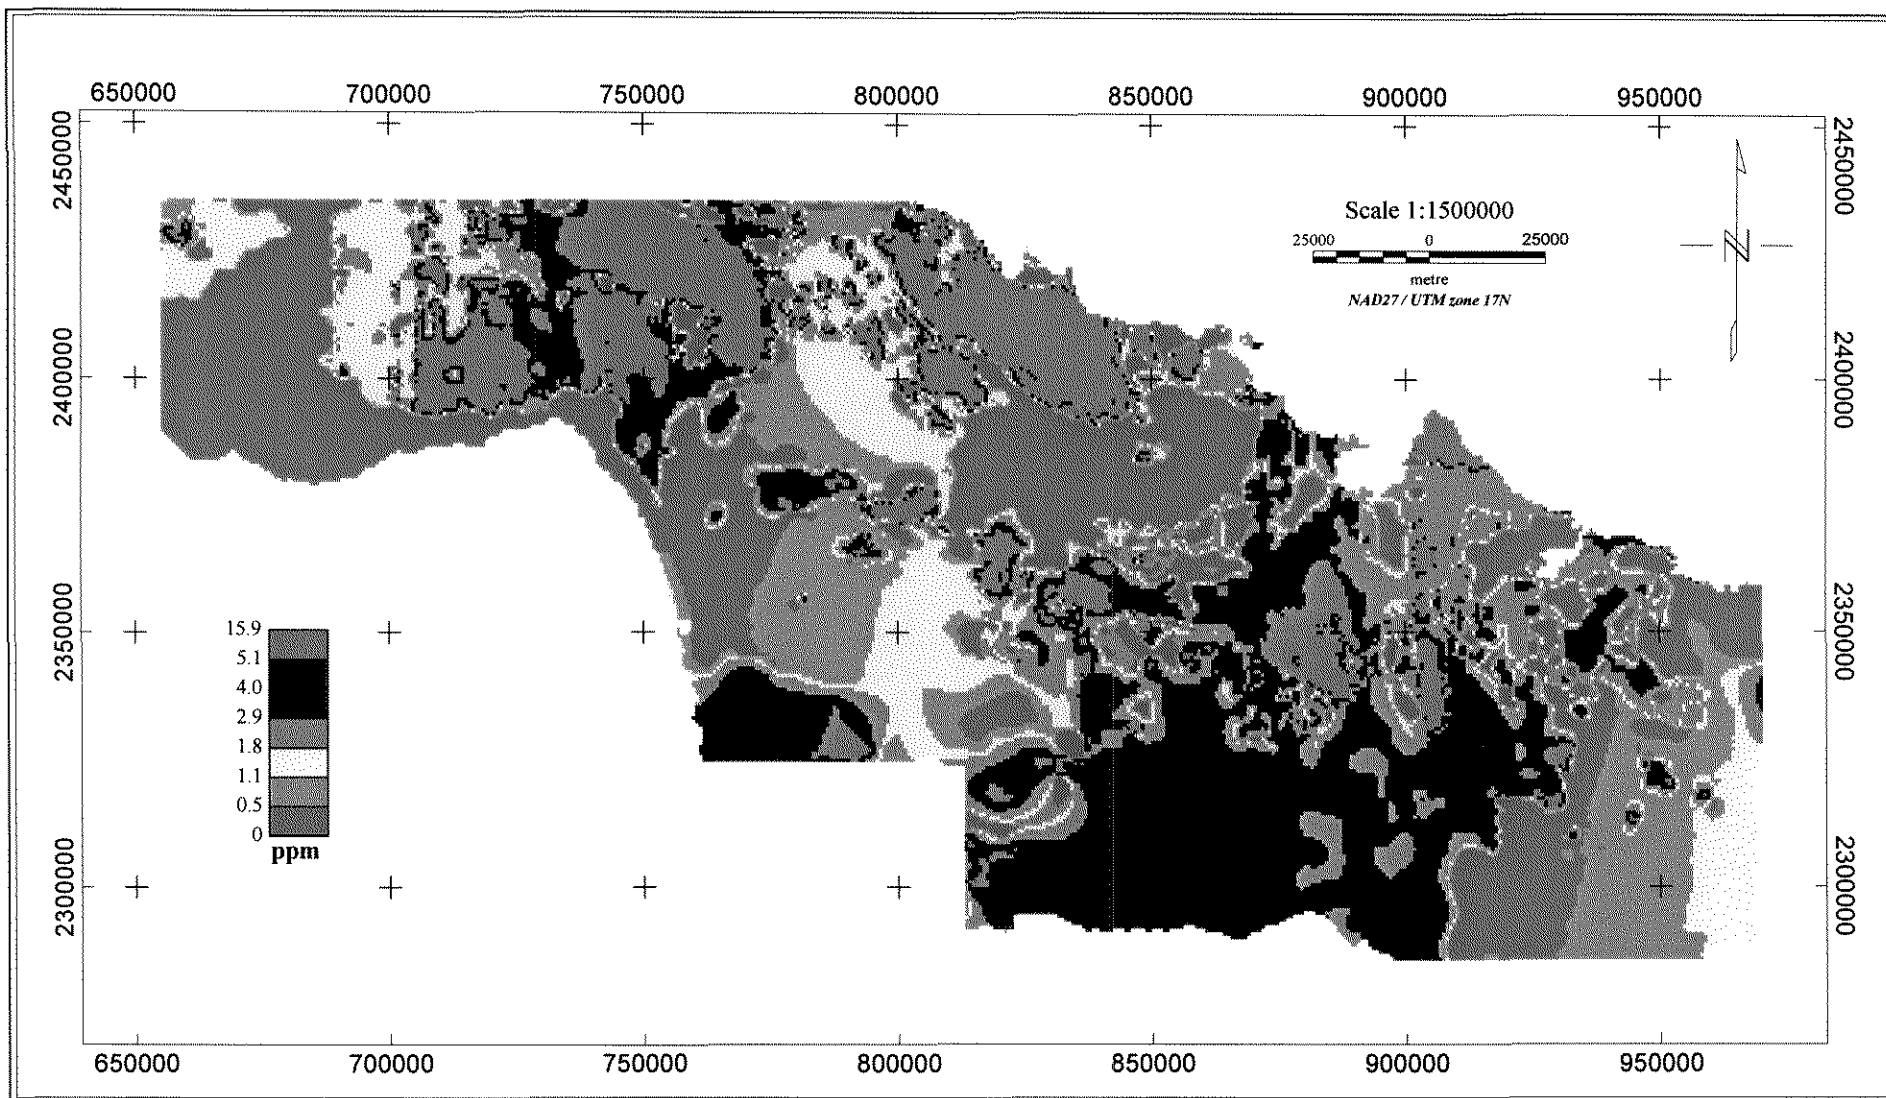 650000 700000 750000 800000 850000 900000 950000
2450000 2450000
Scale 1:1500000
25000 0 25000
metre
NAD27 / UTM zone 17N
N
2400000 2400000
2350000 2350000
15.9
5.1
4.0
2.9
1.8
1.1
0.5
0
ppm
2300000 2300000
650000 700000 750000 800000 850000 900000 950000